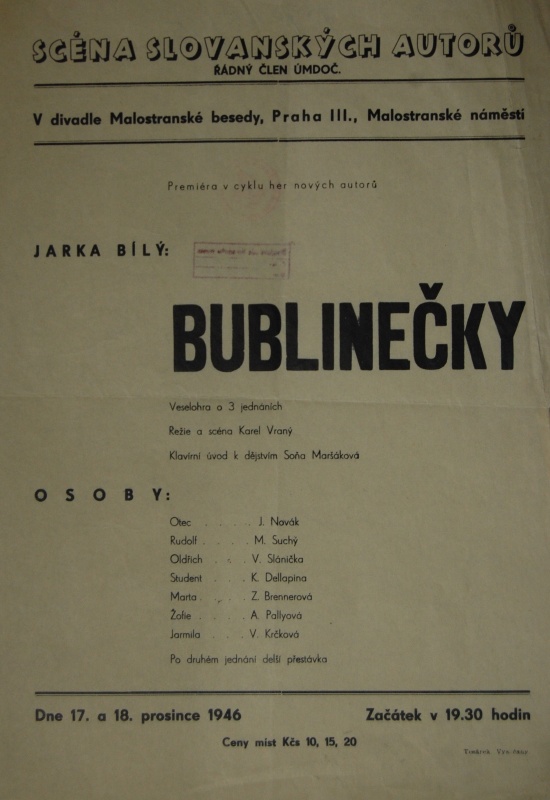 SCÉNA SLOVANSKÝCH AUTORŮ
ŘÁDNÝ ČLEN ÚMDOČ.
V divadle Malostranské besedy, Praha III., Malostranské náměstí
Premiéra v cyklu her nových autorů
JARKA BÍLÝ:
BUBLINEČKY
Veselohra o 3 jednáních
Režie a scéna Karel Vraný
Klavírní úvod k dějstvím Soňa Maršáková
OSOBY:
Otec . . . . . J. Novák
Rudolf . . . . M. Suchý
Oldřich . . . V. Slánička
Student . . . K. Dellapina
Marta . . . . Z. Brennerová
Žofie . . . . A. Pallyová
Jarmila . . . V. Krčková
Po druhém jednání delší přestávka
Dne 17. a 18. prosince 1946 Začátek v 19.30 hodin
Ceny míst Kčs 10, 15, 20